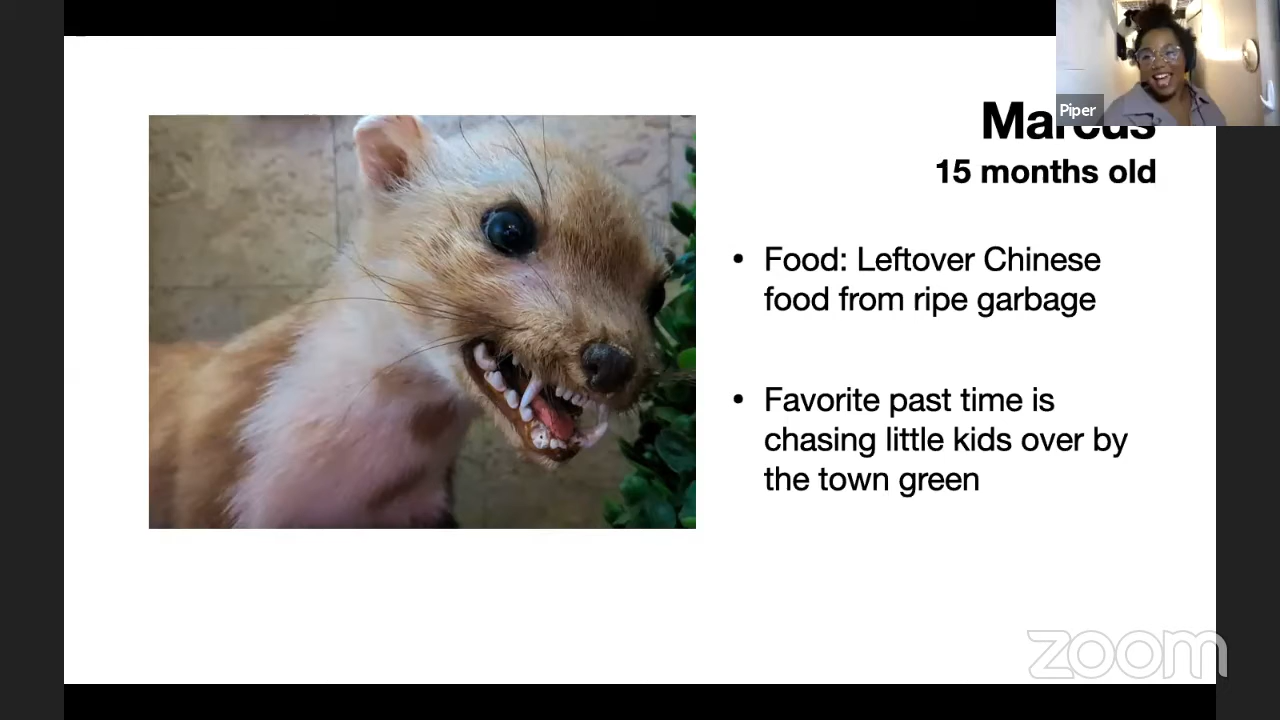 Piper
Marcus
15 months old
• Food: Leftover Chinese
food from ripe garbage
• Favorite past time is
chasing little kids over by
the town green
zoom